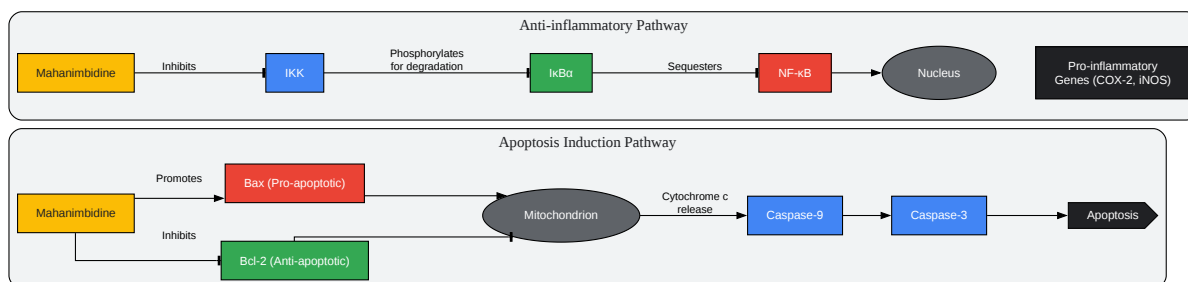 Anti-inflammatory Pathway
Mahanimbidine
Inhibits
IKK
Phosphorylates
for degradation
IκBα
Sequesters
NF-κB
Nucleus
Pro-inflammatory
Genes (COX-2, iNOS)
Apoptosis Induction Pathway
Mahanimbidine
Promotes
Bax (Pro-apoptotic)
Inhibits
Bcl-2 (Anti-apoptotic)
Mitochondrion
Cytochrome c
release
Caspase-9
Caspase-3
Apoptosis